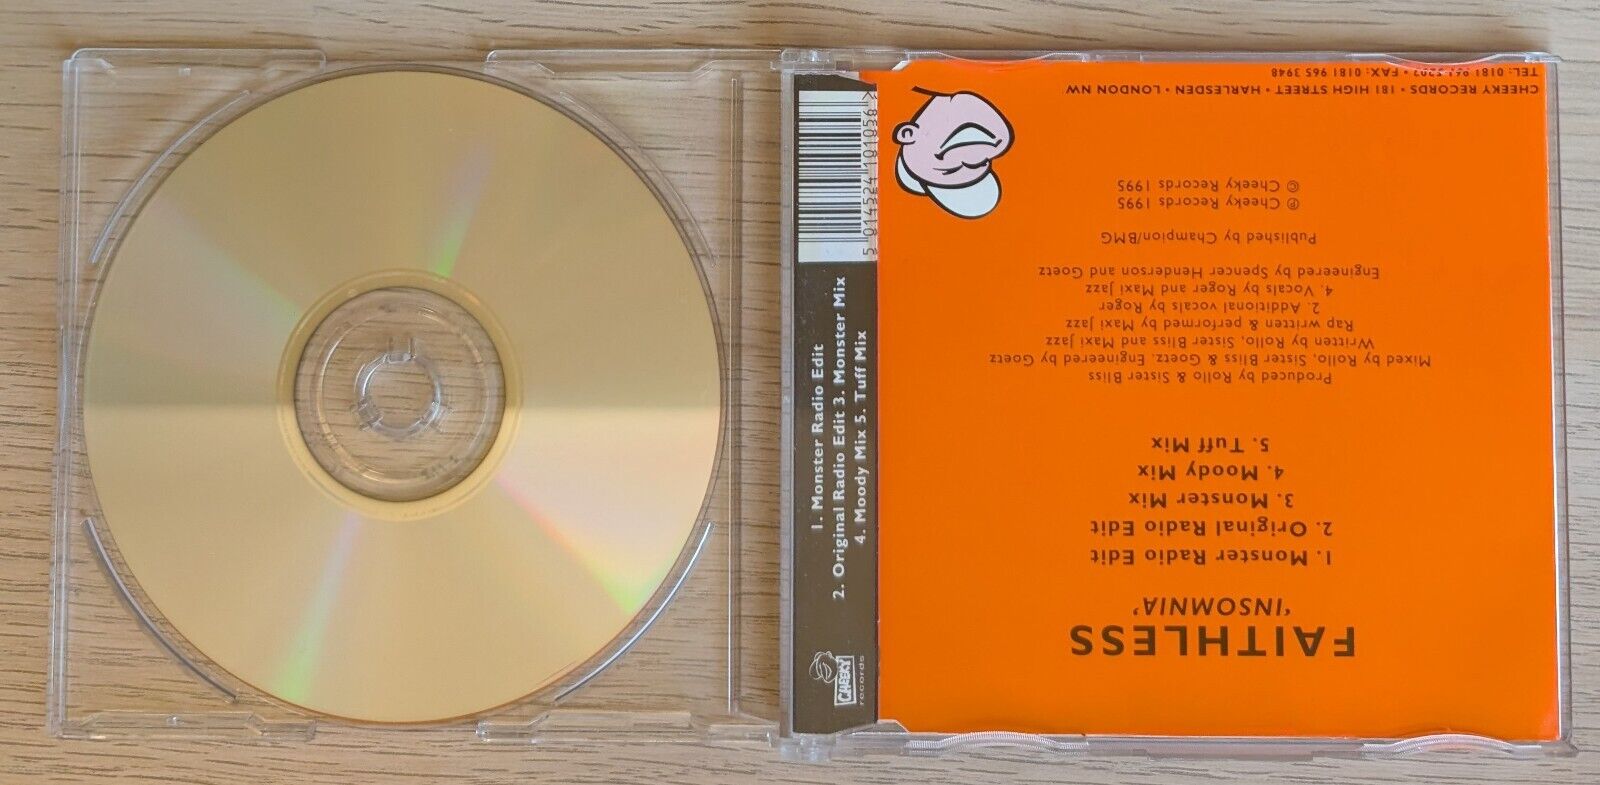 FAITHLESS
'INSOMNIA'
1. Monster Radio Edit
2. Original Radio Edit
3. Monster Mix
4. Moody Mix
5. Tuff Mix
Produced by Rollo & Sister Bliss
Mixed by Rollo, Sister Bliss & Goetz. Engineered by Goetz
Written by Rollo, Sister Bliss and Maxi Jazz
Rap written & performed by Maxi Jazz
2. Additional vocals by Roger
4. Vocals by Roger and Maxi Jazz
Engineered by Spencer Henderson and Goetz
Published by Champion/BMG
℗ Cheeky Records 1995
© Cheeky Records 1995
CHEEKY RECORDS • 181 HIGH STREET • HARLESDEN • LONDON NW
TEL: 0181 961 5202 • FAX: 0181 965 3948
1. Monster Radio Edit
2. Original Radio Edit 3. Monster Mix
4. Moody Mix 5. Tuff Mix
5 014524 101056 >
CHEEKY
records